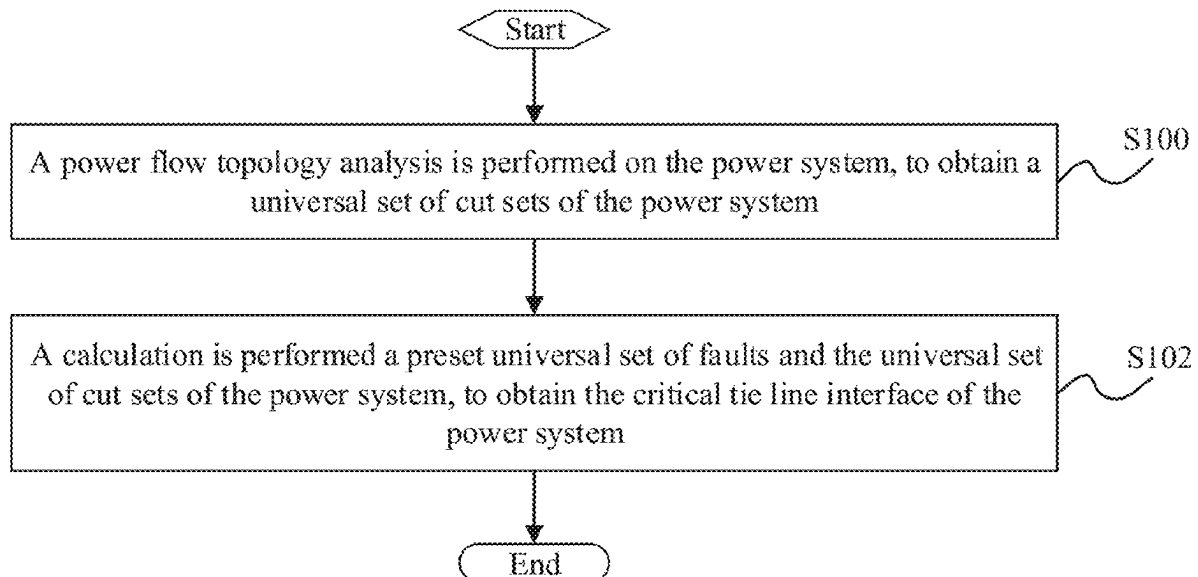 Start
A power flow topology analysis is performed on the power system, to obtain a
universal set of cut sets of the power system
S100
A calculation is performed a preset universal set of faults and the universal set
of cut sets of the power system, to obtain the critical tie line interface of the
power system
S102
End